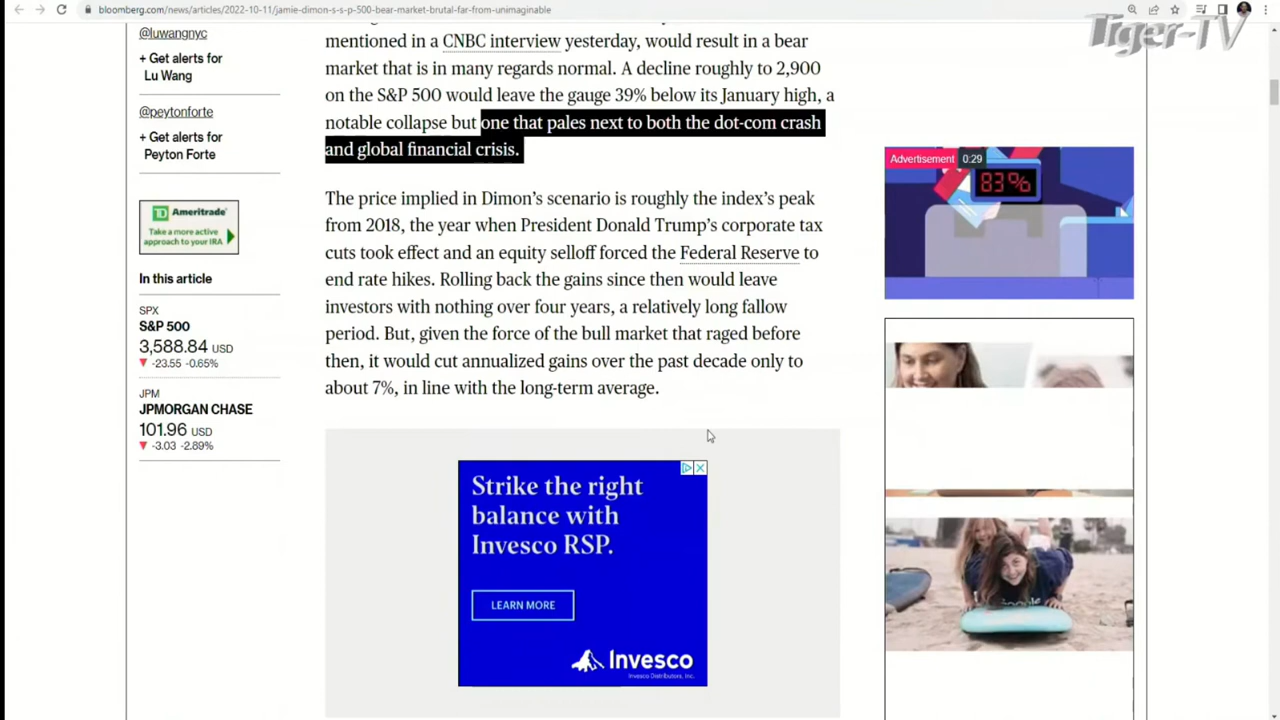 bloomberg.com/news/articles/2022-10-11/jamie-dimon-s-s-p-500-bear-market-brutal-far-from-unimaginable
Tiger-TV
@luwangnyc
+ Get alerts for
Lu Wang
@peytonforte
+ Get alerts for
Peyton Forte
TD Ameritrade
Take a more active
approach to your IRA
In this article
SPX
S&P 500
3,588.84 USD
▼ -23.55 -0.65%
JPM
JPMORGAN CHASE
101.96 USD
▼ -3.03 -2.89%
mentioned in a CNBC interview yesterday, would result in a bear
market that is in many regards normal. A decline roughly to 2,900
on the S&P 500 would leave the gauge 39% below its January high, a
notable collapse but one that pales next to both the dot-com crash
and global financial crisis.
The price implied in Dimon’s scenario is roughly the index’s peak
from 2018, the year when President Donald Trump’s corporate tax
cuts took effect and an equity selloff forced the Federal Reserve to
end rate hikes. Rolling back the gains since then would leave
investors with nothing over four years, a relatively long fallow
period. But, given the force of the bull market that raged before
then, it would cut annualized gains over the past decade only to
about 7%, in line with the long-term average.
Strike the right
balance with
Invesco RSP.
LEARN MORE
Invesco
Invesco Distributors, Inc.
Advertisement 0:29
83%